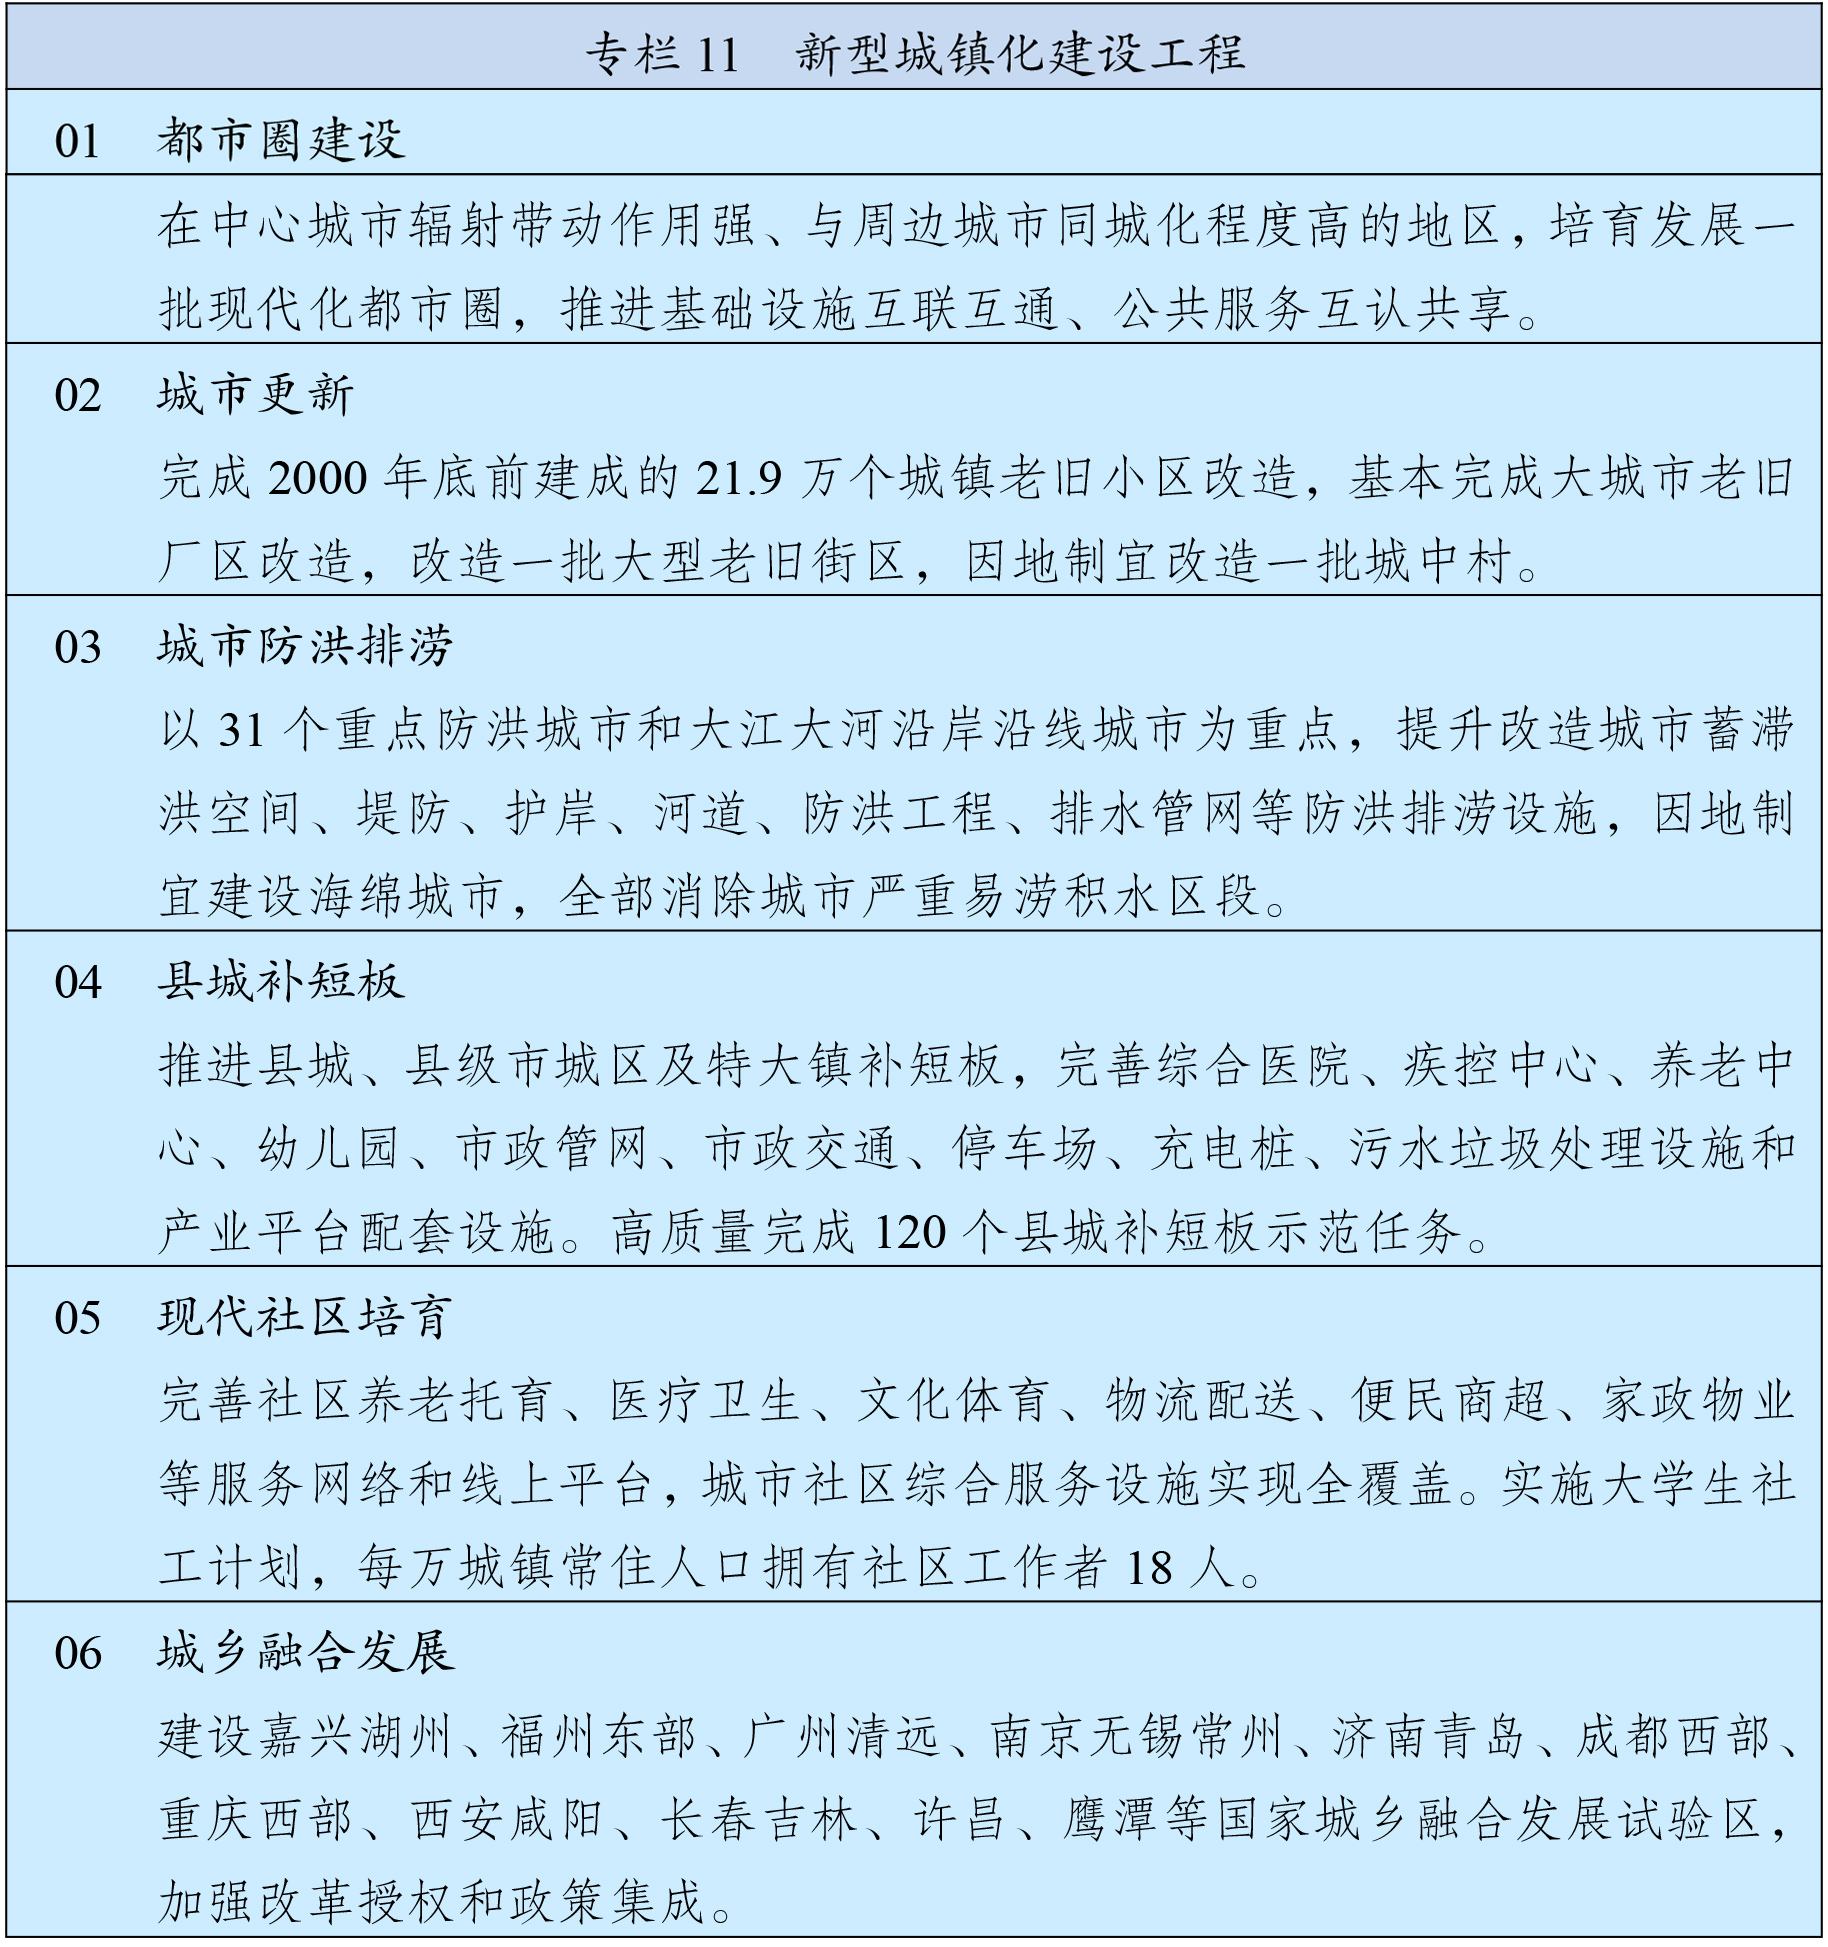 专栏 11　新型城镇化建设工程
01　都市圈建设
在中心城市辐射带动作用强、与周边城市同城化程度高的地区，培育发展一
批现代化都市圈，推进基础设施互联互通、公共服务互认共享。
02　城市更新
完成 2000 年底前建成的 21.9 万个城镇老旧小区改造，基本完成大城市老旧
厂区改造，改造一批大型老旧街区，因地制宜改造一批城中村。
03　城市防洪排涝
以 31 个重点防洪城市和大江大河沿岸沿线城市为重点，提升改造城市蓄滞
洪空间、堤防、护岸、河道、防洪工程、排水管网等防洪排涝设施，因地制
宜建设海绵城市，全部消除城市严重易涝积水区段。
04　县城补短板
推进县城、县级市城区及特大镇补短板，完善综合医院、疾控中心、养老中
心、幼儿园、市政管网、市政交通、停车场、充电桩、污水垃圾处理设施和
产业平台配套设施。高质量完成 120 个县城补短板示范任务。
05　现代社区培育
完善社区养老托育、医疗卫生、文化体育、物流配送、便民商超、家政物业
等服务网络和线上平台，城市社区综合服务设施实现全覆盖。实施大学生社
工计划，每万城镇常住人口拥有社区工作者 18 人。
06　城乡融合发展
建设嘉兴湖州、福州东部、广州清远、南京无锡常州、济南青岛、成都西部、
重庆西部、西安咸阳、长春吉林、许昌、鹰潭等国家城乡融合发展试验区，
加强改革授权和政策集成。